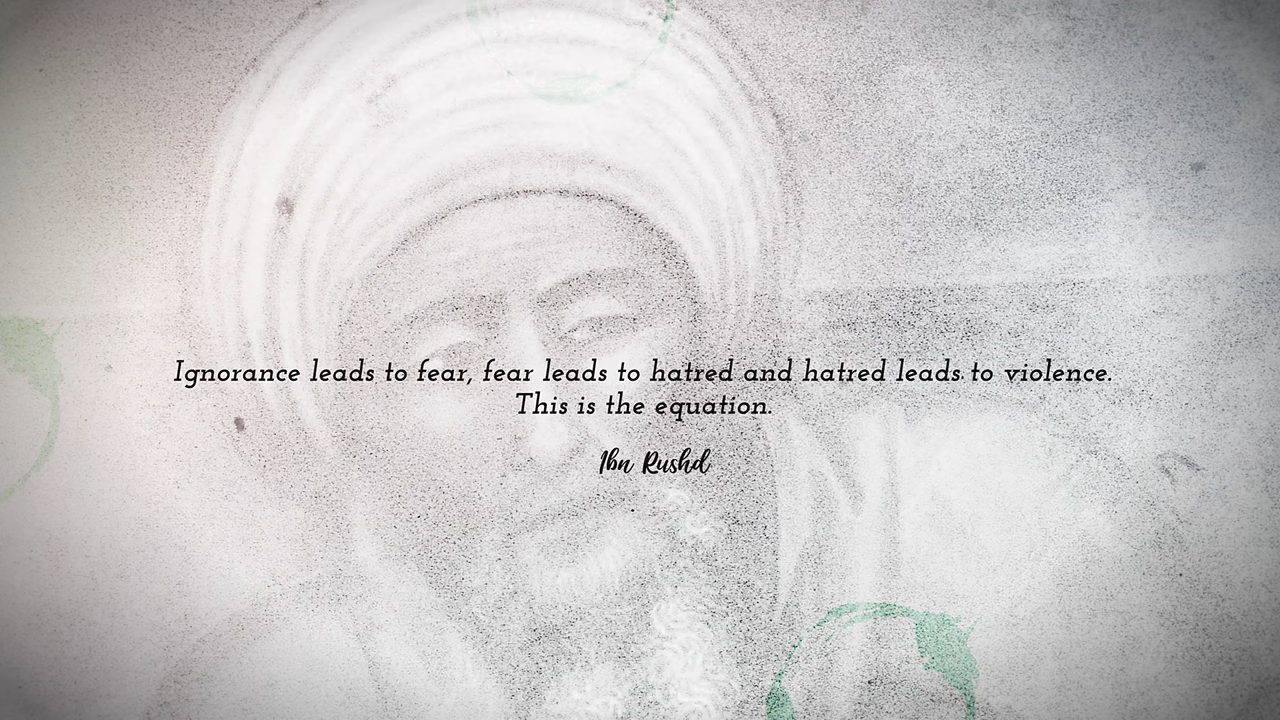 Ignorance leads to fear, fear leads to hatred and hatred leads to violence.
This is the equation.
Ibn Rushd